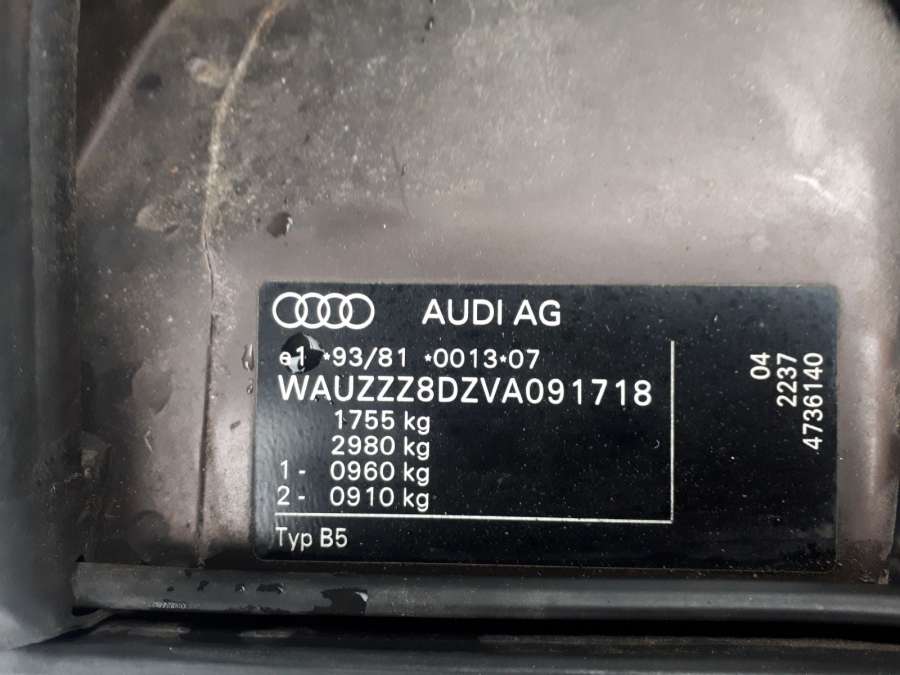 AUDI AG
e1 *93/81 *0013*07
WAUZZZ8DZVA091718
1755 kg
2980 kg
1- 0960 kg
2- 0910 kg
Typ B5
04
2237
4736140